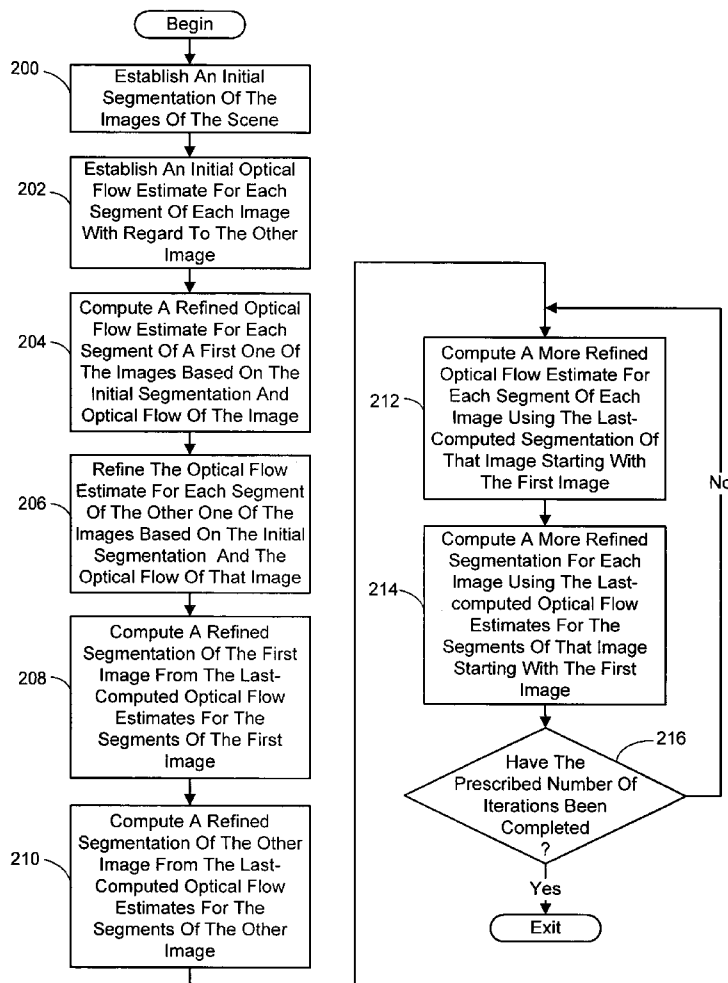 Begin
200
Establish An Initial
Segmentation Of The
Images Of The Scene
202
Establish An Initial Optical
Flow Estimate For Each
Segment Of Each Image
With Regard To The Other
Image
204
Compute A Refined Optical
Flow Estimate For Each
Segment Of A First One Of
The Images Based On The
Initial Segmentation And
Optical Flow Of The Image
206
Refine The Optical Flow
Estimate For Each Segment
Of The Other One Of The
Images Based On The Initial
Segmentation And The
Optical Flow Of That Image
208
Compute A Refined
Segmentation Of The First
Image From The Last-
Computed Optical Flow
Estimates For The
Segments Of The First
Image
210
Compute A Refined
Segmentation Of The Other
Image From The Last-
Computed Optical Flow
Estimates For The
Segments Of The Other
Image
212
Compute A More Refined
Optical Flow Estimate For
Each Segment Of Each
Image Using The Last-
Computed Segmentation Of
That Image Starting With
The First Image
No
214
Compute A More Refined
Segmentation For Each
Image Using The Last-
computed Optical Flow
Estimates For The
Segments Of That Image
Starting With The First
Image
216
Have The
Prescribed Number Of
Iterations Been
Completed
?
Yes
Exit